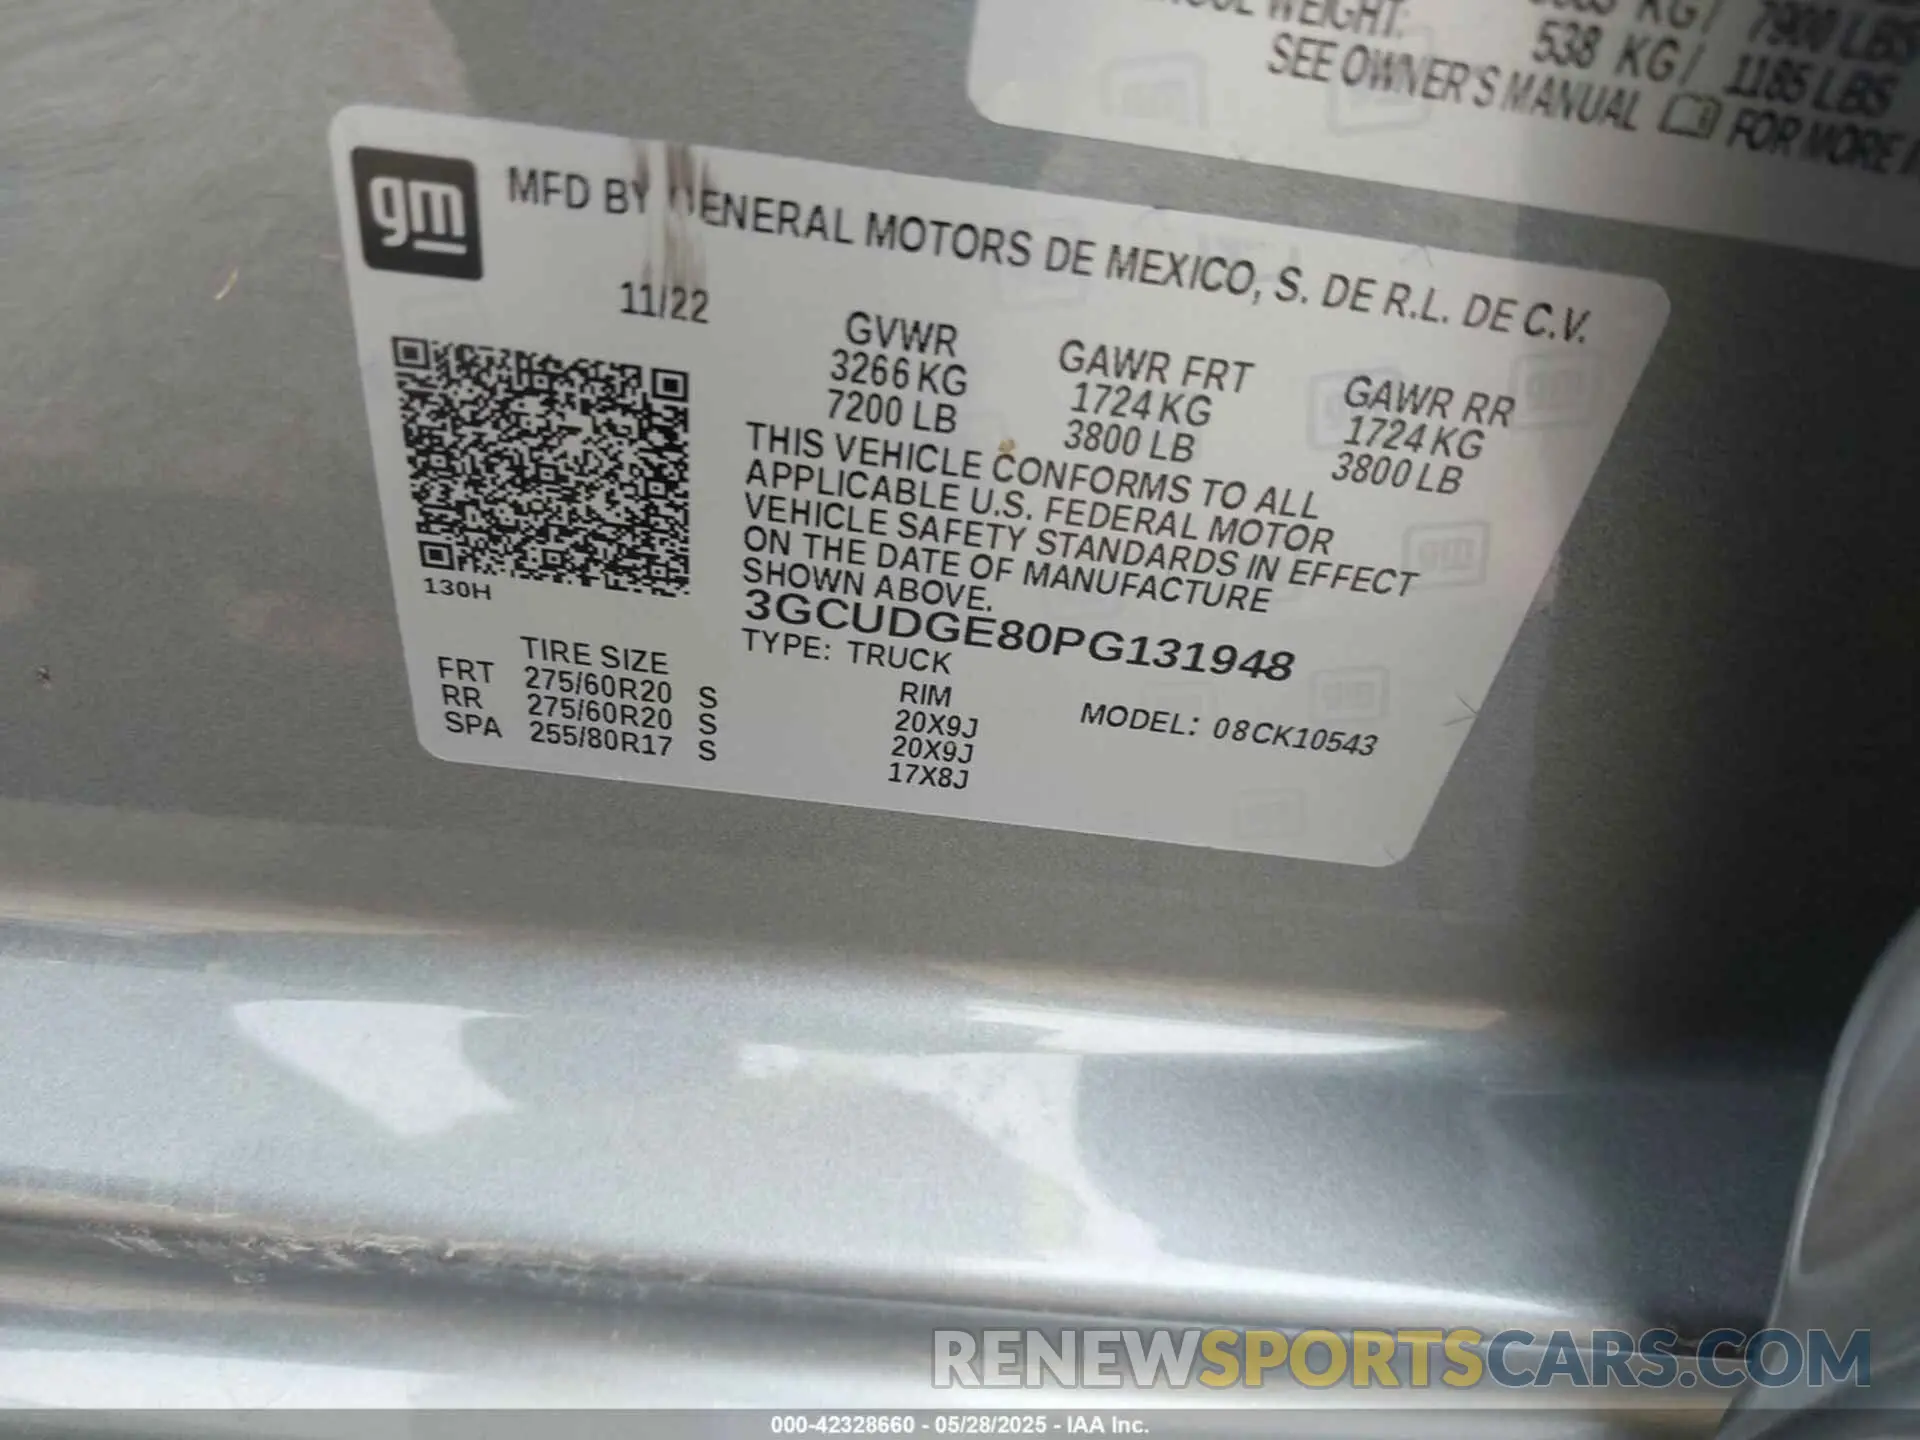 WEIGHT:
KG/ 7900 LBS
538 KG/ 1185 LBS
SEE OWNER'S MANUAL FOR MORE
gm
MFD BY GENERAL MOTORS DE MEXICO, S. DE R.L. DE C.V.
11/22
GVWR
3266 KG
7200 LB
GAWR FRT
1724 KG
3800 LB
GAWR RR
1724 KG
3800 LB
THIS VEHICLE CONFORMS TO ALL
APPLICABLE U.S. FEDERAL MOTOR
VEHICLE SAFETY STANDARDS IN EFFECT
ON THE DATE OF MANUFACTURE
SHOWN ABOVE.
3GCUDGE80PG131948
TYPE: TRUCK
MODEL: 08CK10543
130H
TIRE SIZE RIM
FRT 275/60R20 S 20X9J
RR 275/60R20 S 20X9J
SPA 255/80R17 S 17X8J
RENEWSPORTSCARS.COM
000-42328660 - 05/28/2025 - IAA Inc.